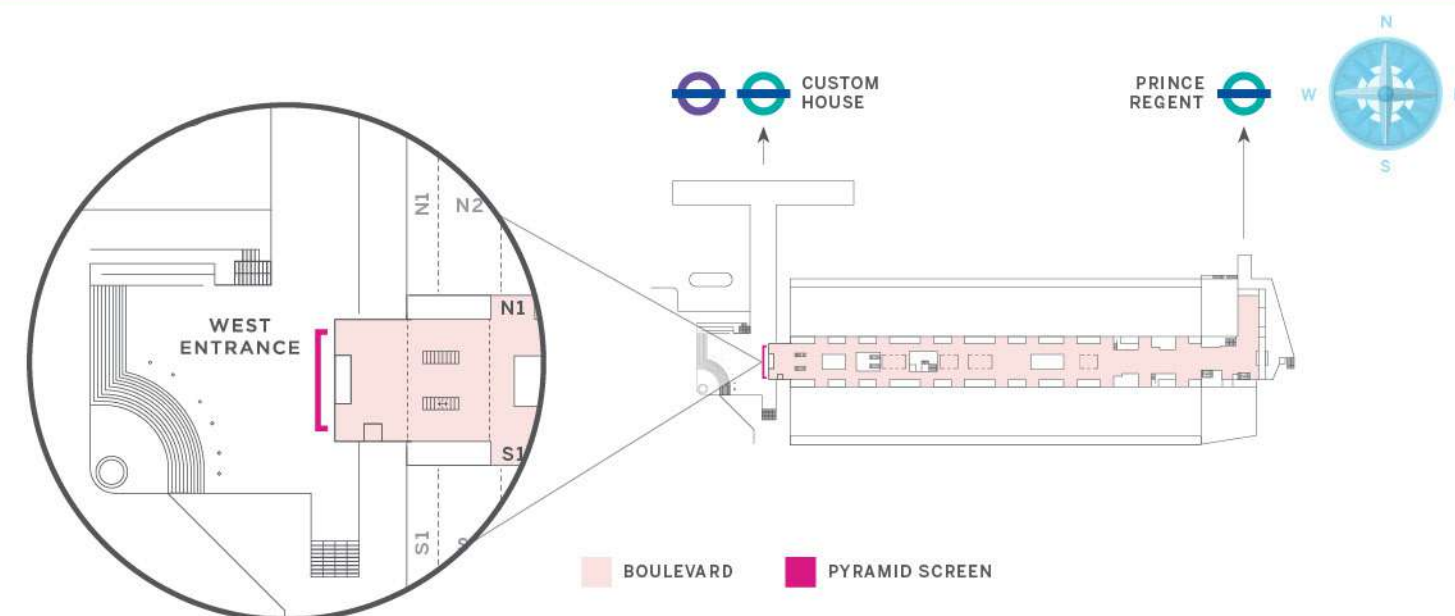 N
CUSTOM
HOUSE
PRINCE
REGENT
W
S
N1
N2
WEST
ENTRANCE
N1
S1
S1
BOULEVARD
PYRAMID SCREEN